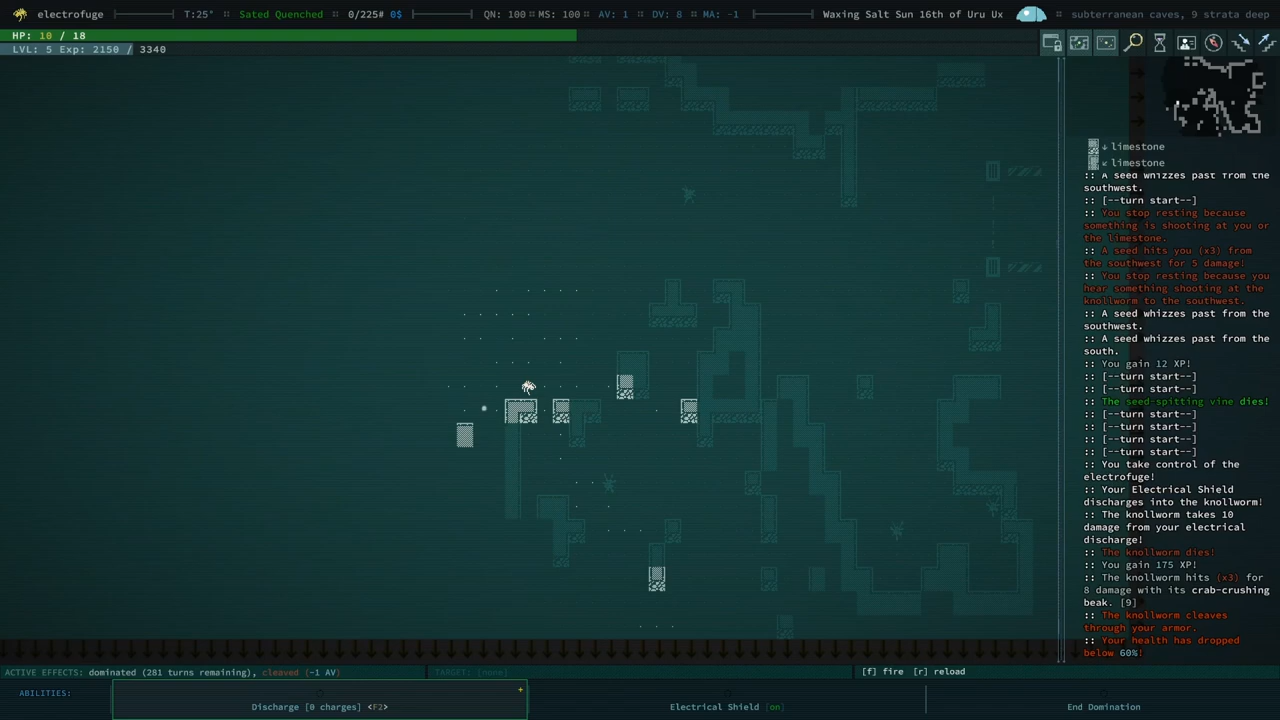 electrofuge T:25° Sated Quenched 0/225# 0$ QN: 100 MS: 100 AV: 1 DV: 8 MA: -1 Waxing Salt Sun 16th of Uru Ux subterranean caves, 9 strata deep
HP: 10 / 18
LVL: 5 Exp: 2150 / 3340
limestone
limestone
:: A seed whizzes past from the
southwest.
:: [--turn start--]
:: You stop resting because
something is shooting at you or
the limestone.
:: A seed hits you (x3) from
the southwest for 5 damage!
:: You stop resting because you
hear something shooting at the
knollworm to the southwest.
:: A seed whizzes past from the
southwest.
:: A seed whizzes past from the
south.
:: You gain 12 XP!
:: [--turn start--]
:: [--turn start--]
:: The seed-spitting vine dies!
:: [--turn start--]
:: [--turn start--]
:: [--turn start--]
:: [--turn start--]
:: You take control of the
electrofuge!
:: Your Electrical Shield
discharges into the knollworm!
:: The knollworm takes 10
damage from your electrical
discharge!
:: The knollworm dies!
:: You gain 175 XP!
:: The knollworm hits (x3) for
8 damage with its crab-crushing
beak. [9]
:: The knollworm cleaves
through your armor.
:: Your health has dropped
below 60%!
ACTIVE EFFECTS: dominated (281 turns remaining), cleaved (-1 AV) TARGET: [none] [f] fire [r] reload
ABILITIES: Discharge [0 charges] <F2> Electrical Shield [on] End Domination